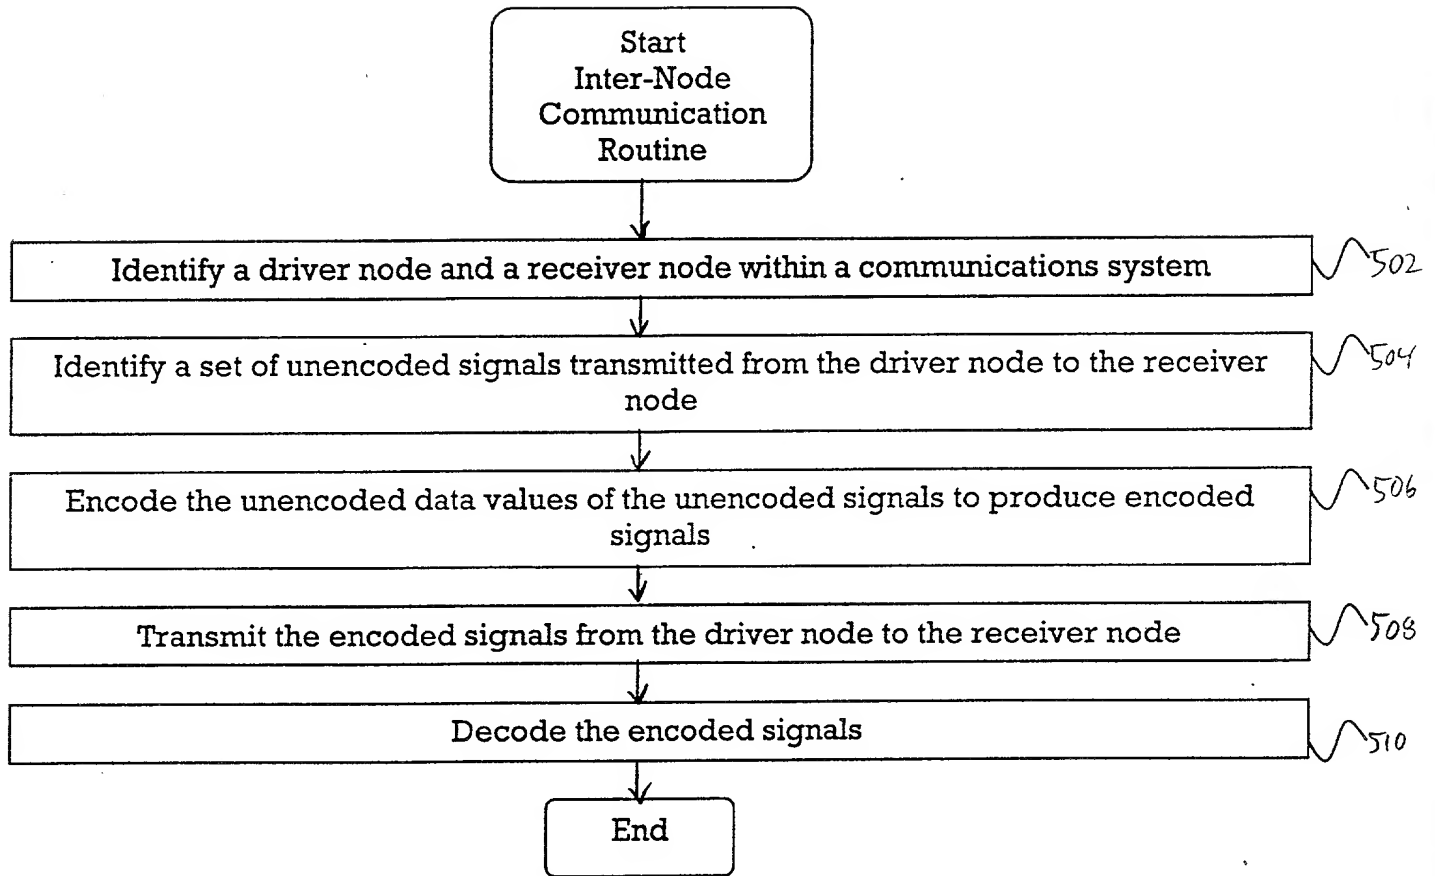 Start
Inter-Node
Communication
Routine
Identify a driver node and a receiver node within a communications system
502
Identify a set of unencoded signals transmitted from the driver node to the receiver
node
504
Encode the unencoded data values of the unencoded signals to produce encoded
signals
506
Transmit the encoded signals from the driver node to the receiver node
508
Decode the encoded signals
510
End